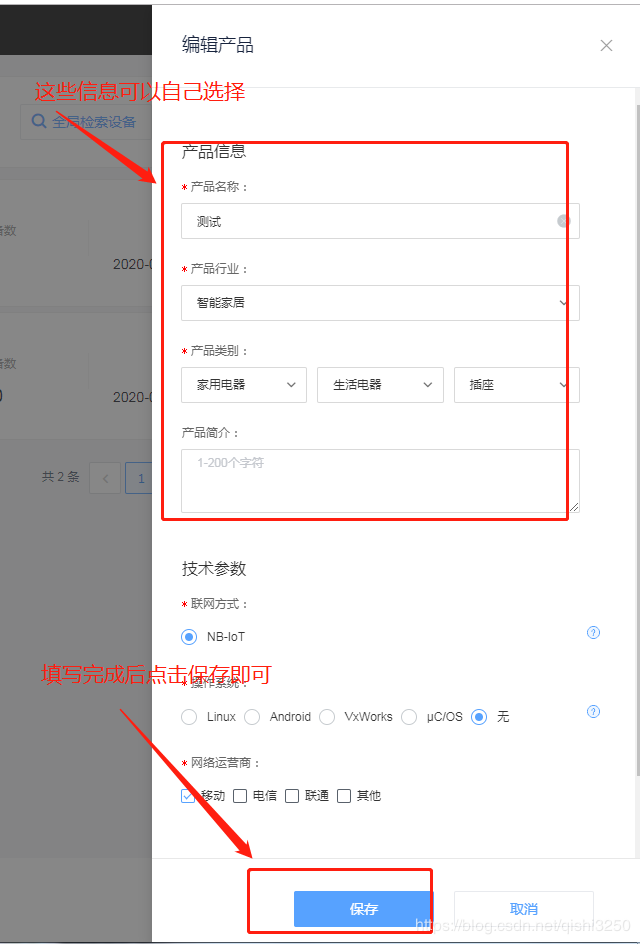 编辑产品
这些信息可以自己选择
全局检索设备
产品信息
* 产品名称：
备数
测试
2020-0
* 产品行业：
智能家居
* 产品类别：
备数
家用电器 生活电器 插座
2020-0
产品简介：
1-200个字符
共 2 条 < 1
技术参数
* 联网方式：
NB-IoT
填写完成后点击保存即可
* 操作系统：
Linux Android VxWorks μC/OS 无
* 网络运营商：
移动 电信 联通 其他
保存 取消
https://blog.csdn.net/qishi3250